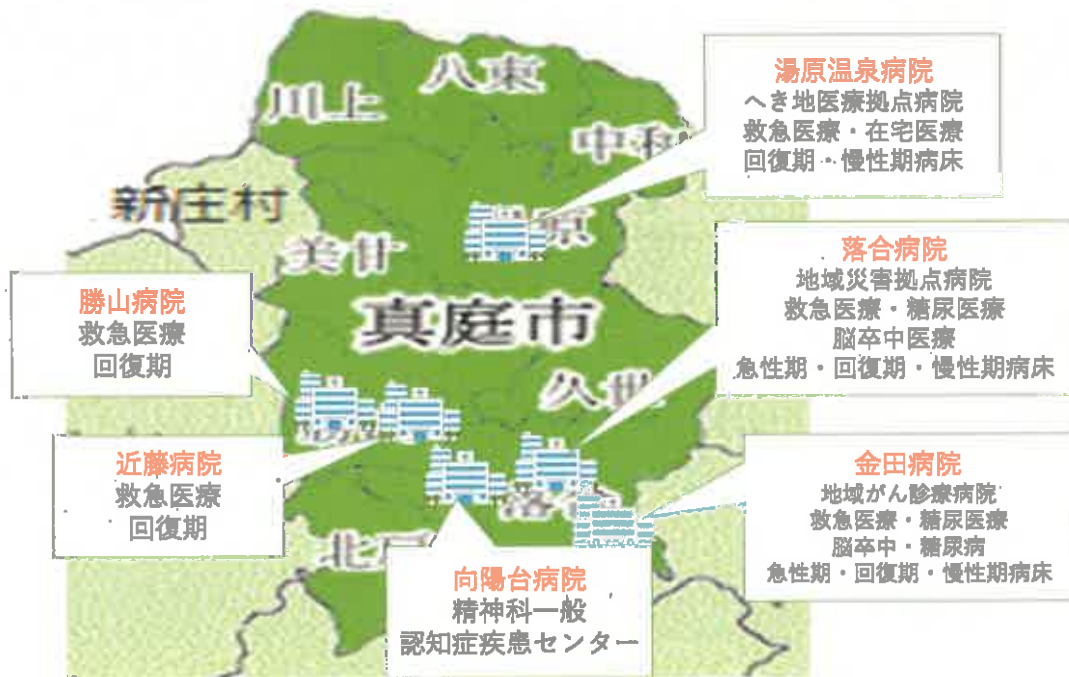 八束
川上
中和
新庄村
原
美甘
真庭市
久世
湯原温泉病院
へき地医療拠点病院
救急医療・在宅医療
回復期・慢性期病床
落合病院
地域災害拠点病院
救急医療・糖尿医療
脳卒中医療
急性期・回復期・慢性期病床
勝山病院
救急医療
回復期
近藤病院
救急医療
回復期
金田病院
地域がん診療病院
救急医療・糖尿医療
脳卒中・糖尿病
急性期・回復期・慢性期病床
落
北
向陽台病院
精神科一般
認知症疾患センター